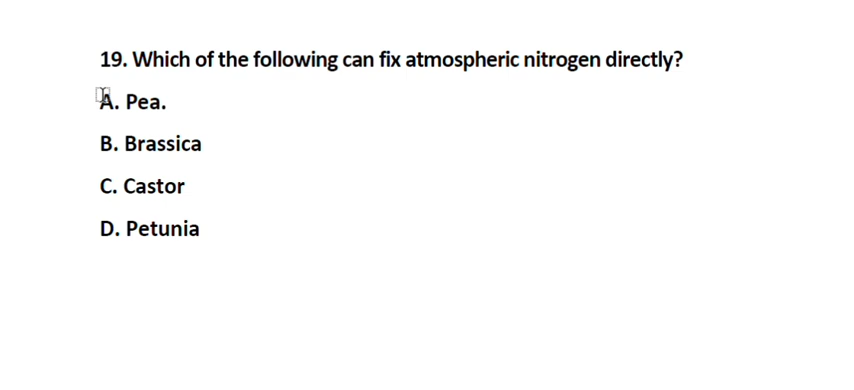 19. Which of the following can fix atmospheric nitrogen directly?
A. Pea.
B. Brassica
C. Castor
D. Petunia